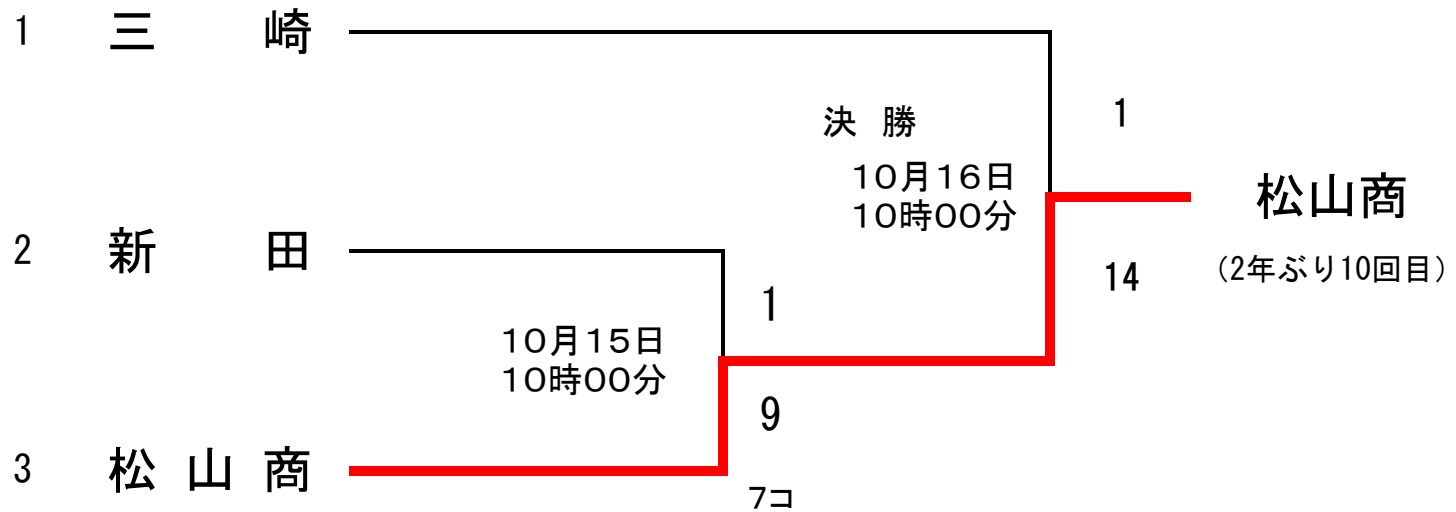 1 三 崎
決 勝
10月16日
10時00分
1
松山商
14
(2年ぶり10回目)
2 新 田
10月15日
10時00分
1
9
3 松 山 商
7コ